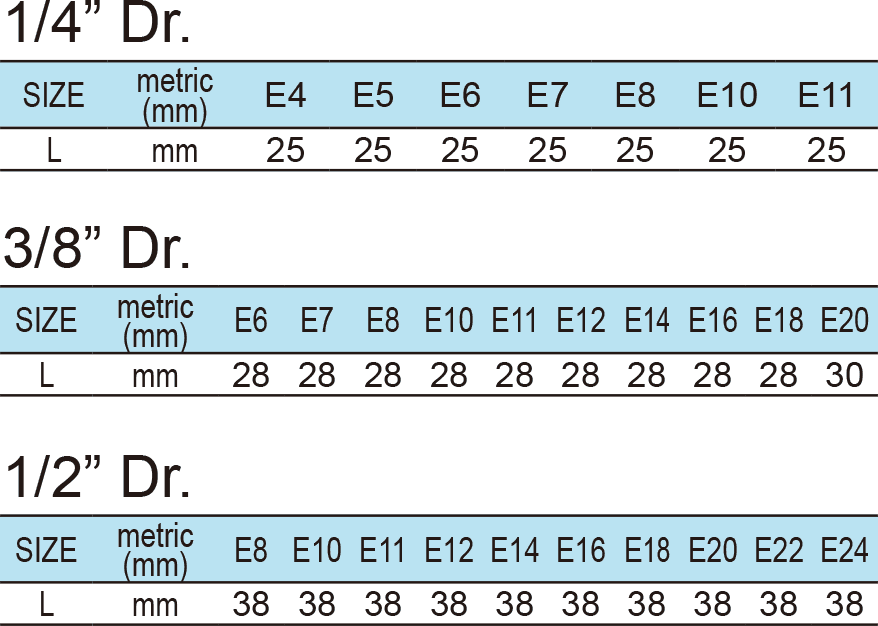 1/4” Dr.
SIZE metric (mm) E4 E5 E6 E7 E8 E10 E11
L mm 25 25 25 25 25 25 25
3/8” Dr.
SIZE metric (mm) E6 E7 E8 E10 E11 E12 E14 E16 E18 E20
L mm 28 28 28 28 28 28 28 28 28 30
1/2” Dr.
SIZE metric (mm) E8 E10 E11 E12 E14 E16 E18 E20 E22 E24
L mm 38 38 38 38 38 38 38 38 38 38